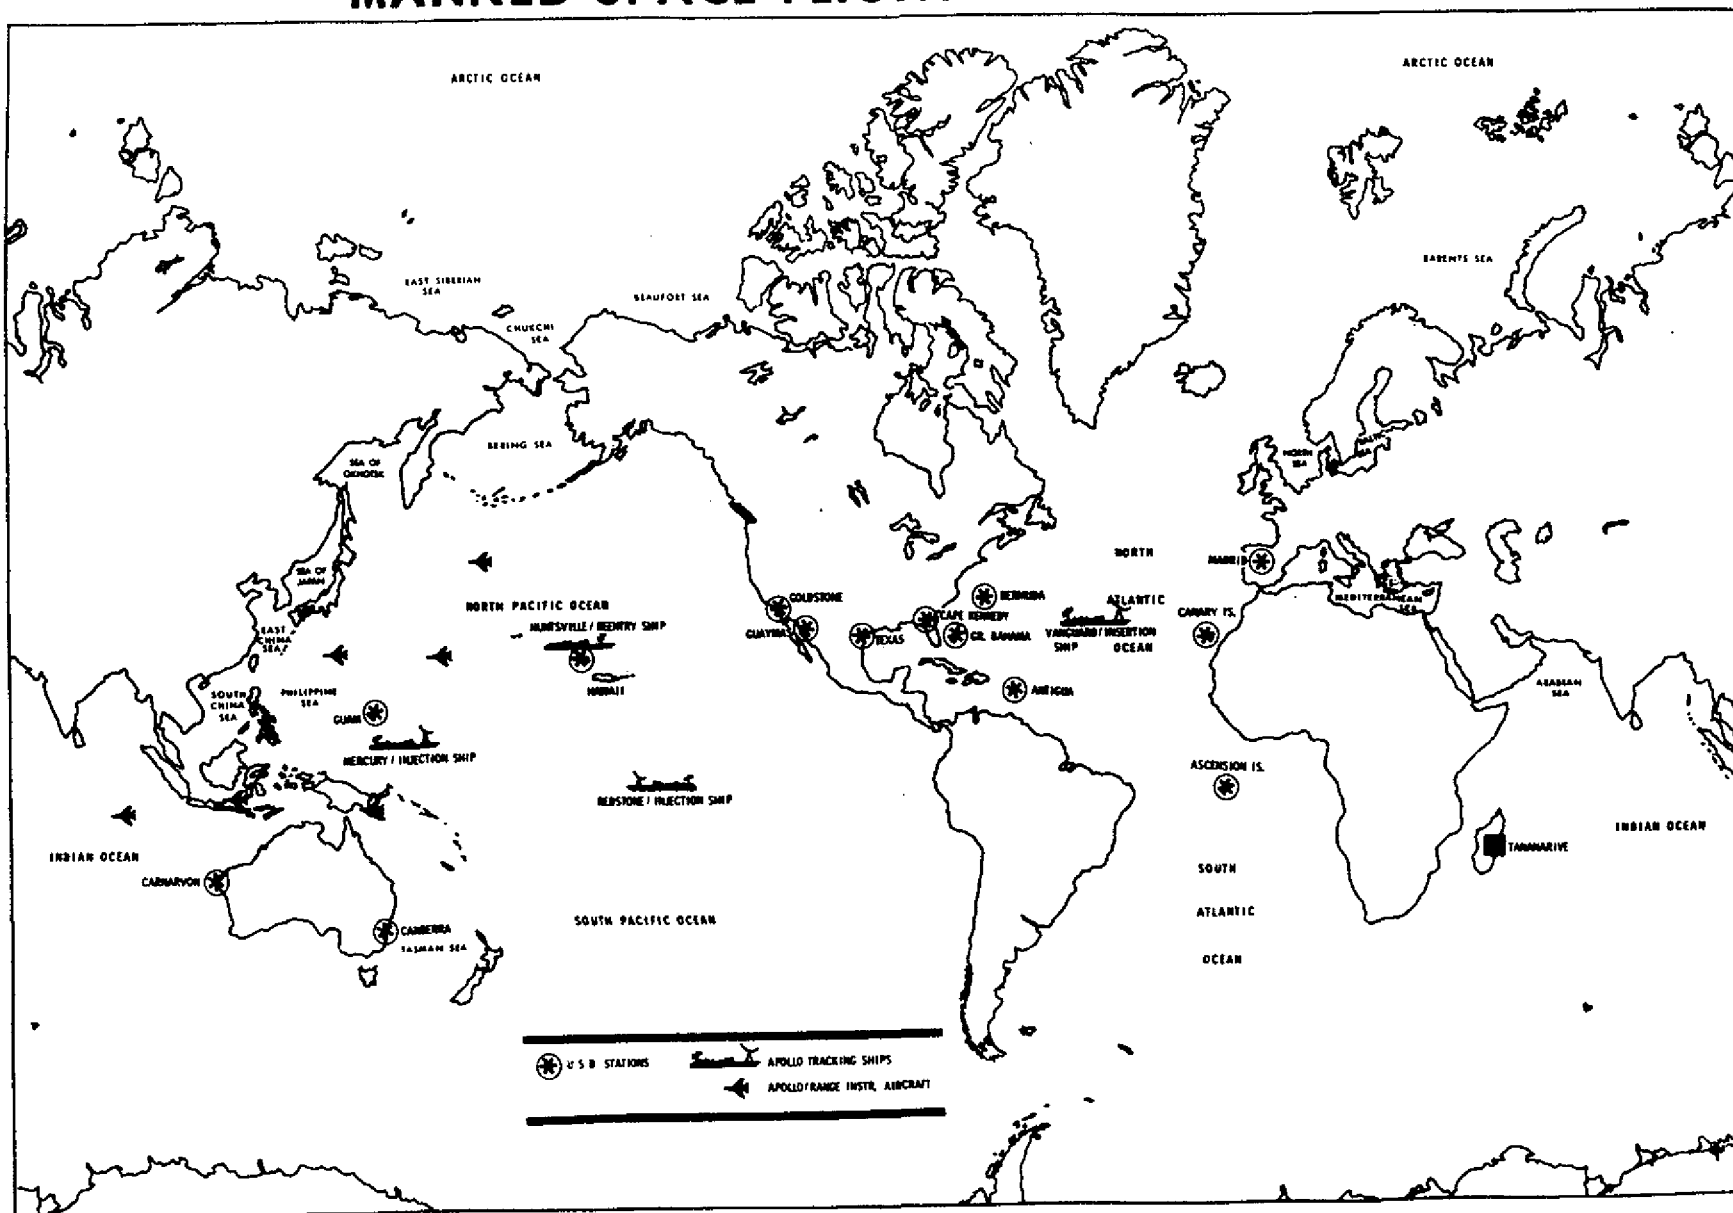 MANNED SPACE
ARCTIC OCEAN
ARCTIC OCEAN
BARENTS SEA
EAST SIBERIAN
SEA
BEAUFORT SEA
CHUKCHI
SEA
BERING SEA
SEA OF
OKHOTSK
NORTH
SEA
BALTIC
SEA
SEA OF
JAPAN
NORTH
MADRID
GOLDSTONE
BERMUDA
ATLANTIC
MEDITERRANEAN
SEA
NORTH PACIFIC OCEAN
CANARY IS.
CAPE KENNEDY
HUNTSVILLE / REENTRY SHIP
EAST
CHINA
SEA
GUAYMAS
TEXAS
GR. BAHAMA
VANGUARD / INSERTION
SHIP
OCEAN
HAWAII
ANTIGUA
ARABIAN
SEA
SOUTH
CHINA
SEA
PHILIPPINE
SEA
GUAM
MERCURY / INJECTION SHIP
ASCENSION IS.
REDSTONE / INJECTION SHIP
INDIAN OCEAN
TANANARIVE
INDIAN OCEAN
CARNARVON
SOUTH
ATLANTIC
OCEAN
SOUTH PACIFIC OCEAN
CANBERRA
TASMAN SEA
U S B STATIONS
APOLLO TRACKING SHIPS
APOLLO/RANGE INSTR. AIRCRAFT